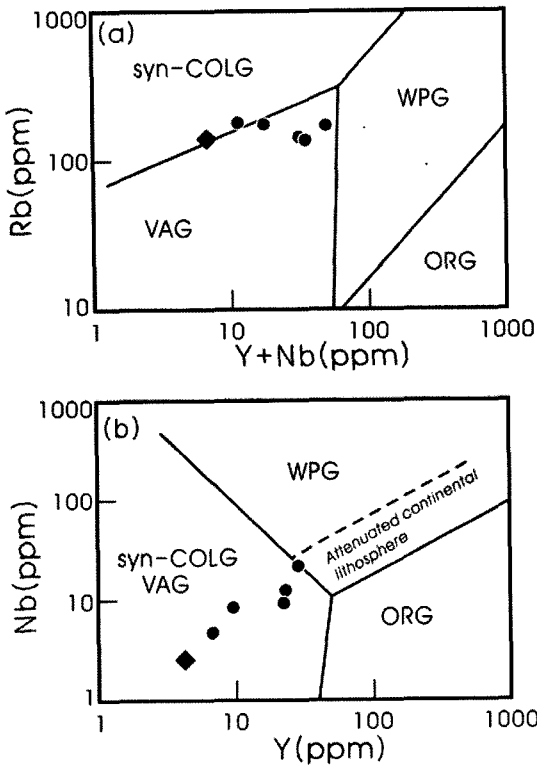 1000
(a)
syn-COLG
WPG
Rb(ppm)
100
VAG
ORG
10
1 10 100 1000
Y+Nb(ppm)
1000
(b)
WPG
100
Attenuated continental
lithosphere
syn-COLG
VAG
Nb(ppm)
10
ORG
1
1 10 100 1000
Y(ppm)